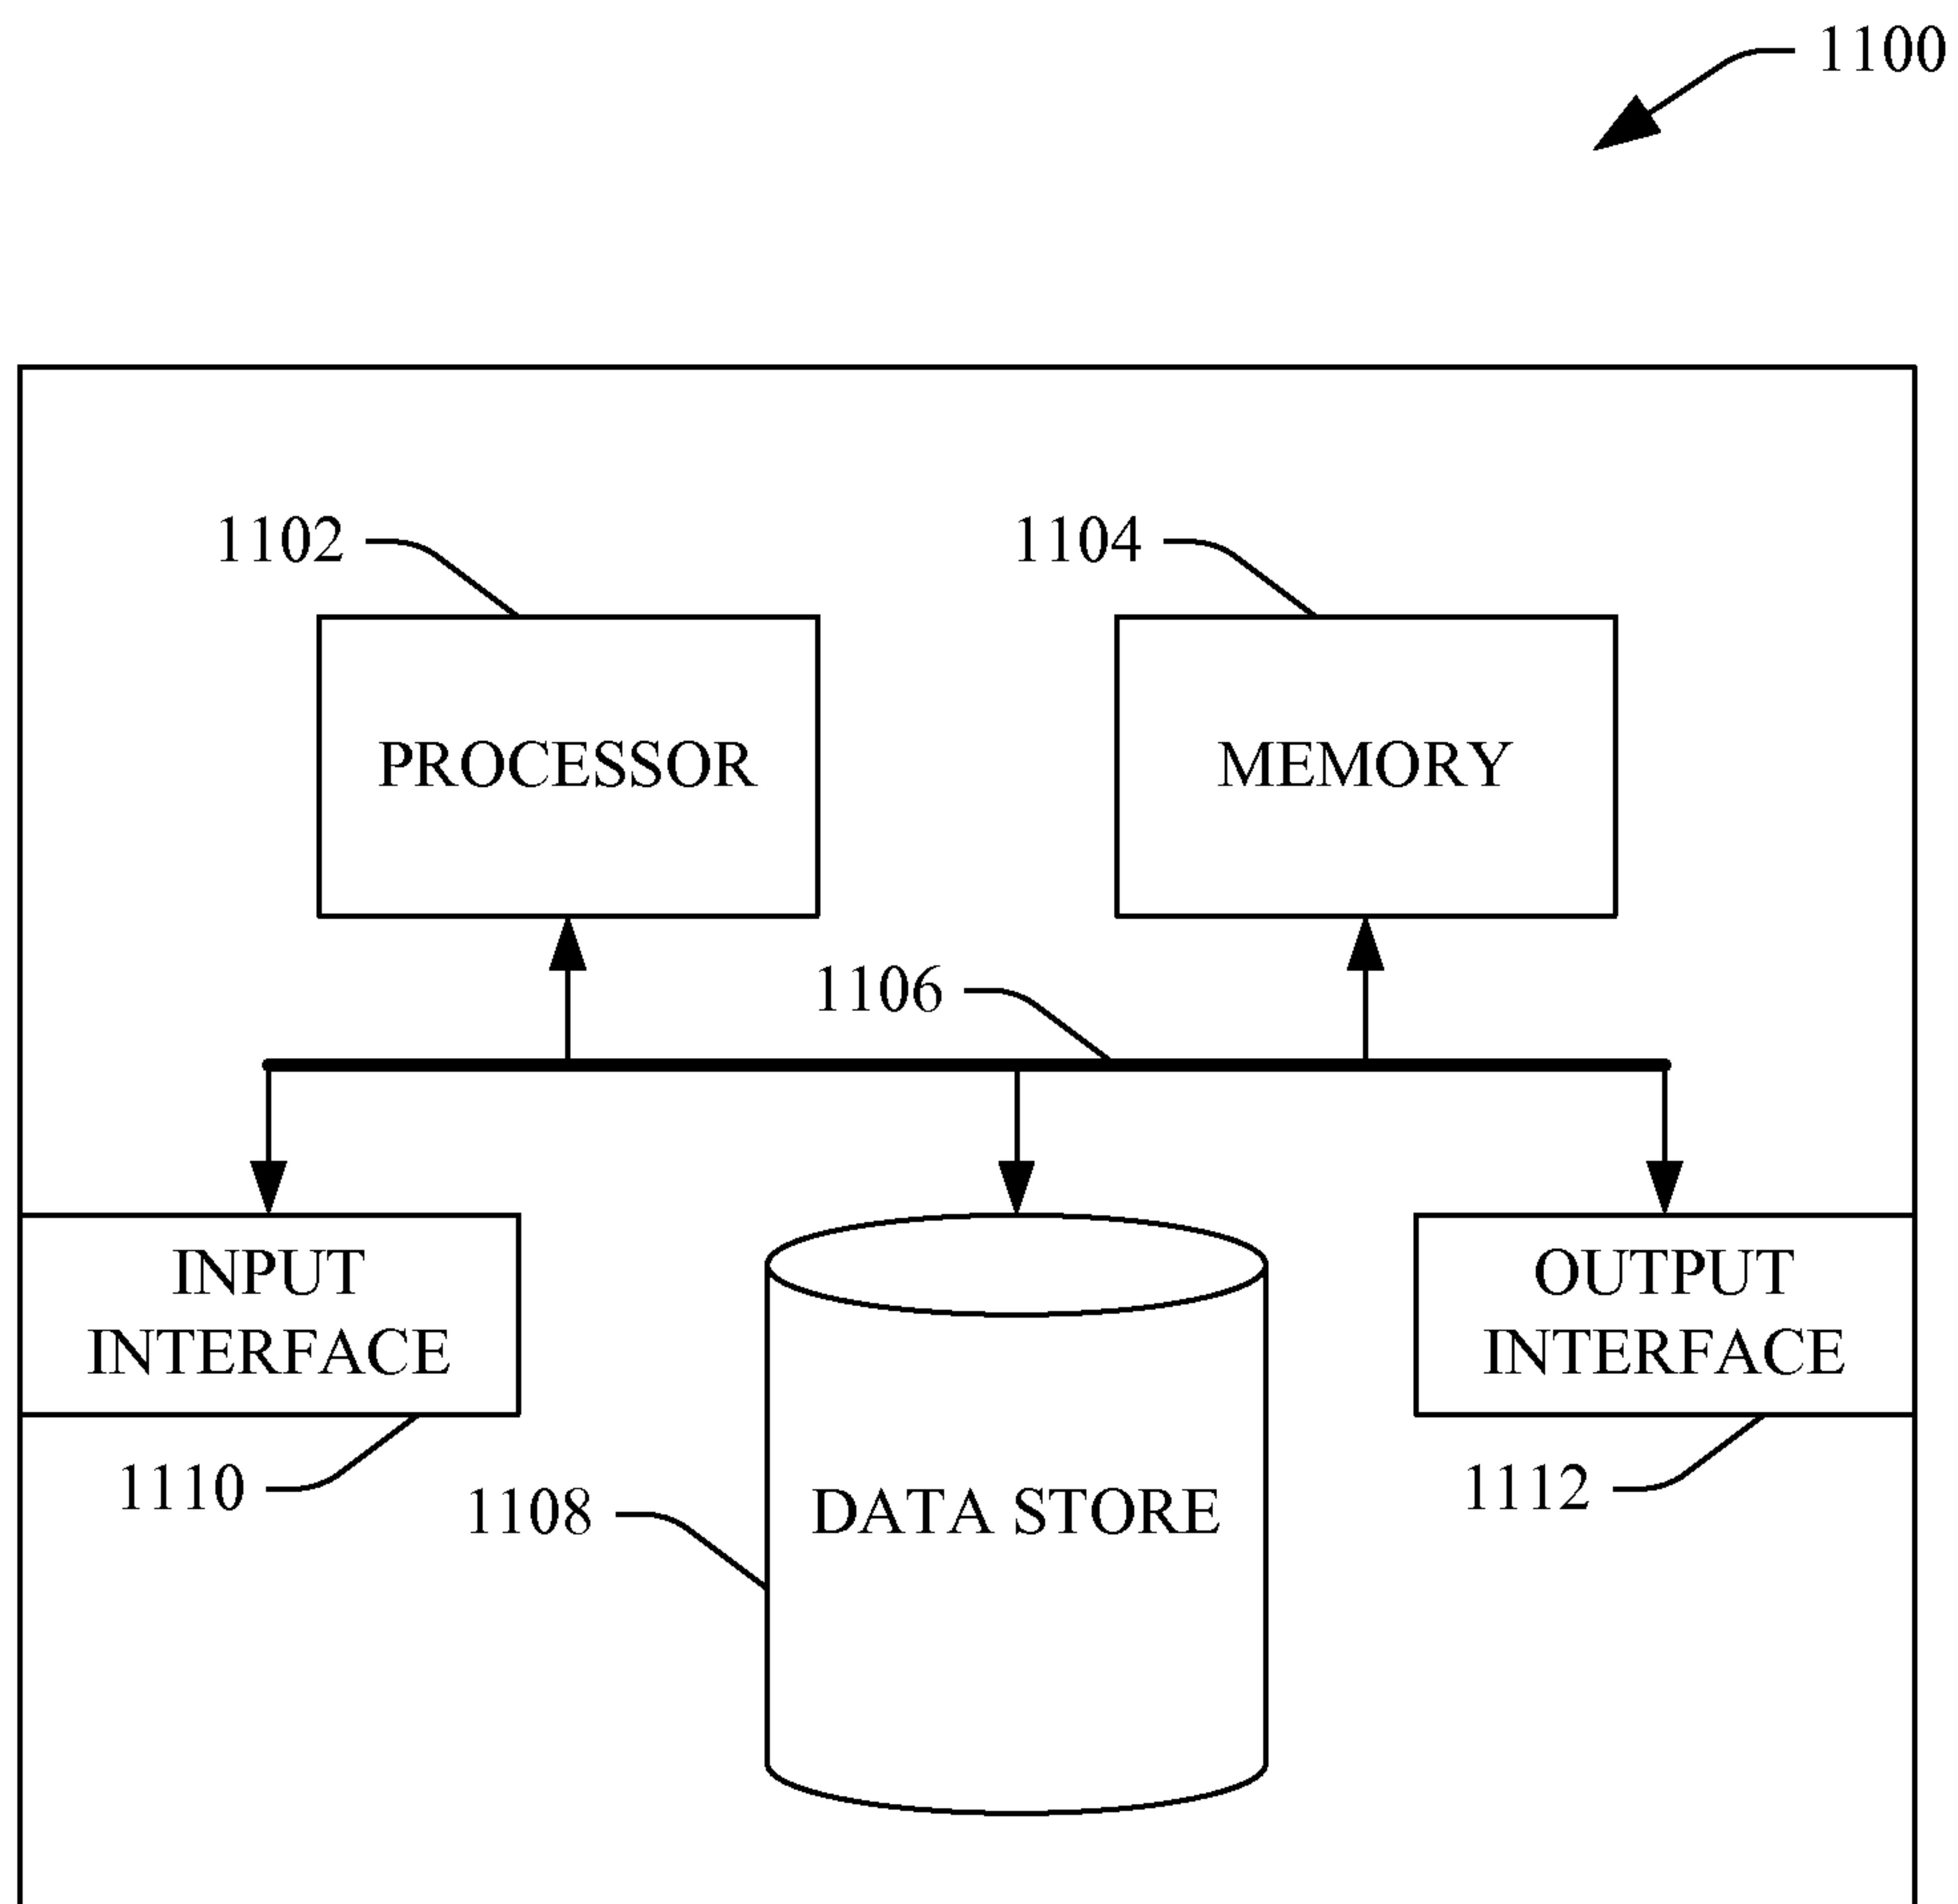 1100
1102
1104
PROCESSOR
MEMORY
1106
INPUT
INTERFACE
OUTPUT
INTERFACE
1110
1108
DATA STORE
1112